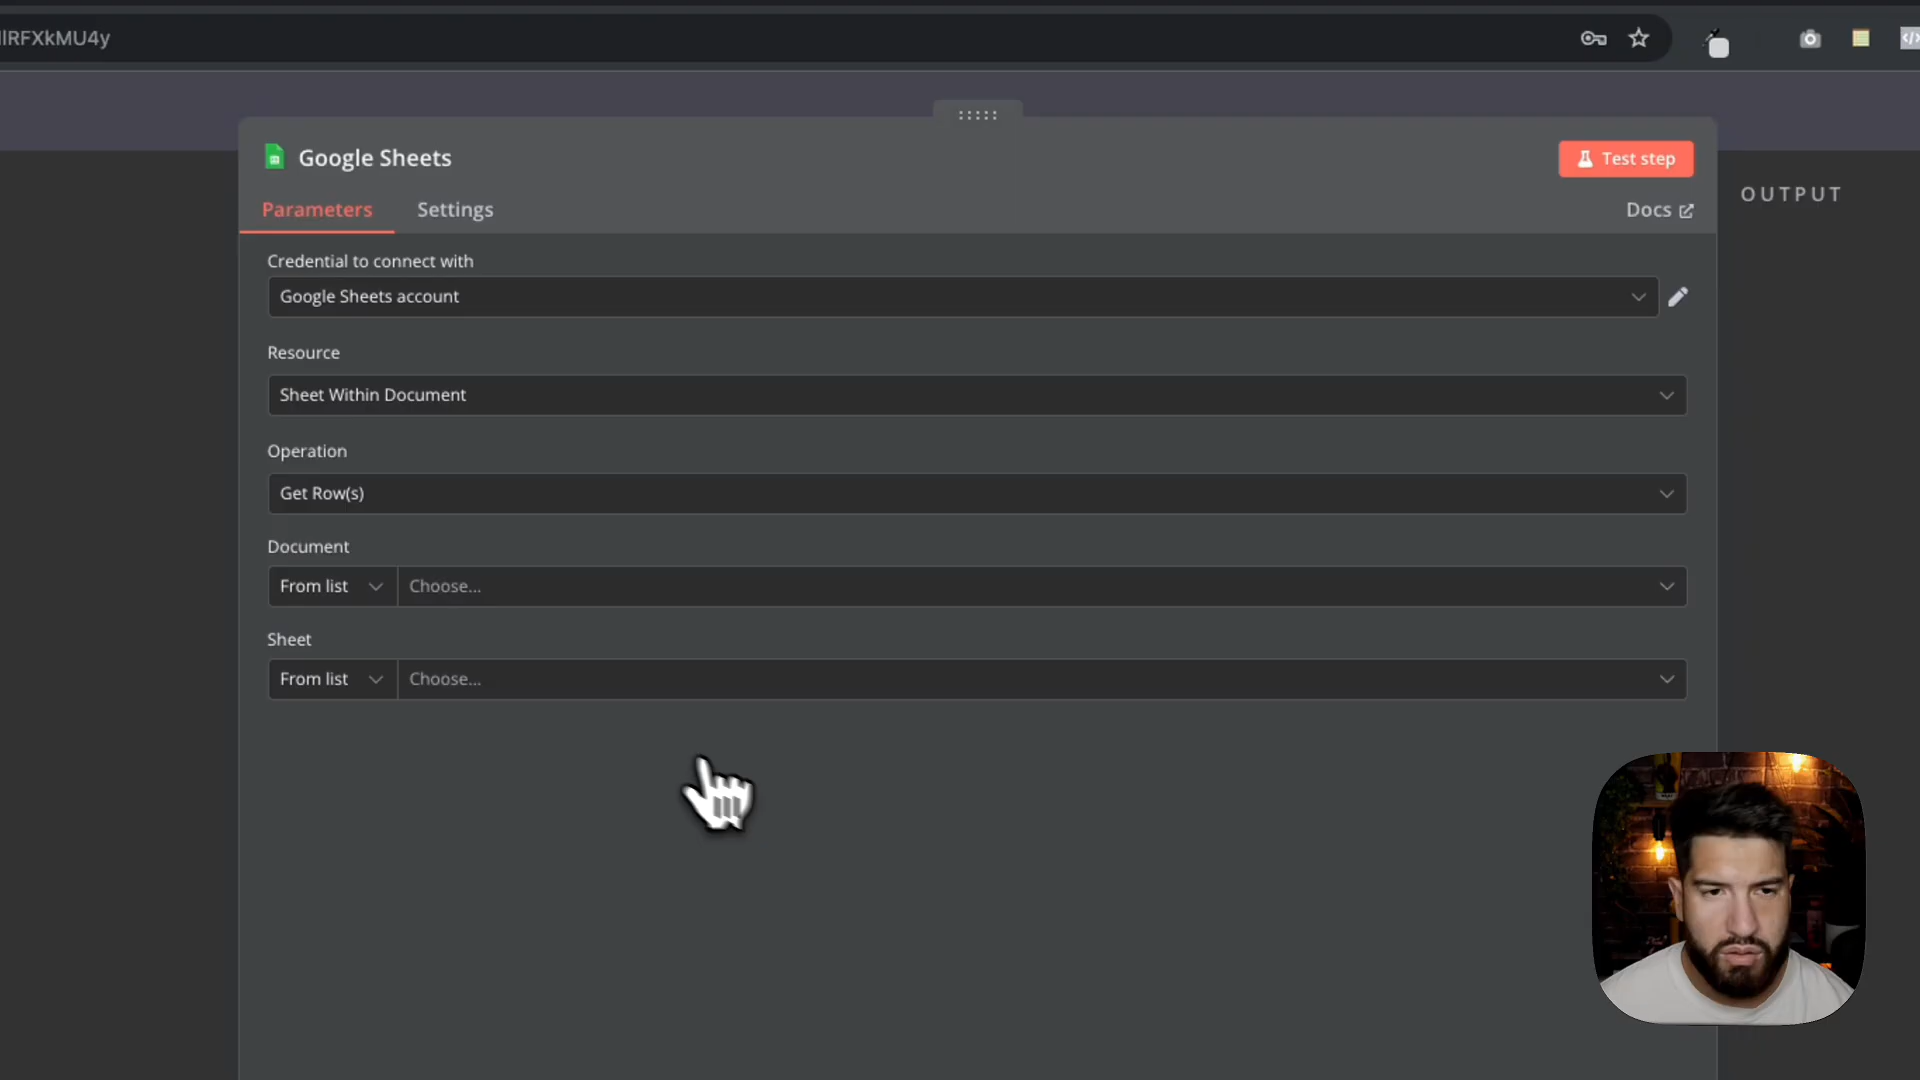 RFXkMU4y
Google Sheets
Test step
Parameters
Settings
Docs
OUTPUT
Credential to connect with
Google Sheets account
Resource
Sheet Within Document
Operation
Get Row(s)
Document
From list
Choose...
Sheet
From list
Choose...